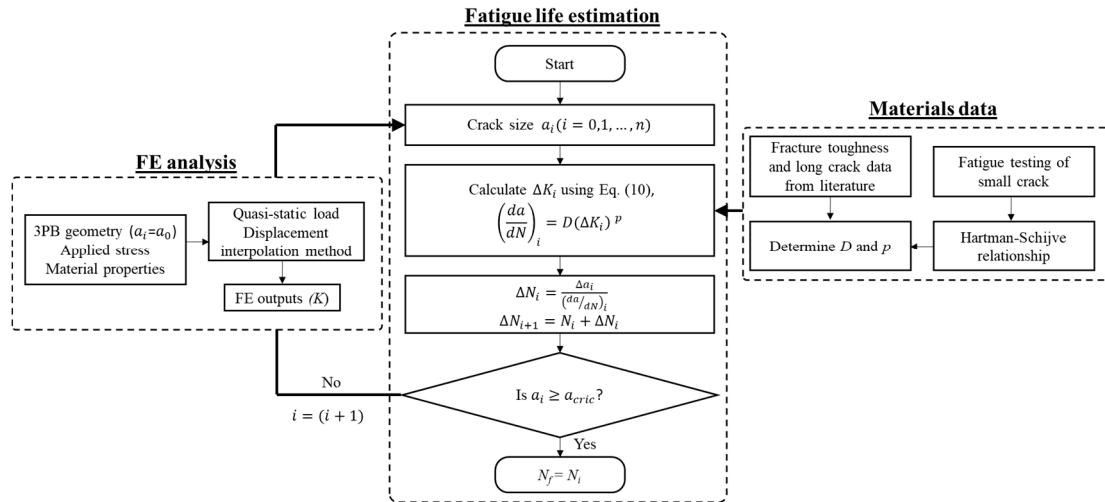 Fatigue life estimation
Start
Crack size a_i(i = 0,1, …, n)
Calculate ΔK_i using Eq. (10),
(da/dN)_i = D(ΔK_i)^p
ΔN_i = Δa_i/(da/dN)_i
ΔN_{i+1} = N_i + ΔN_i
Is a_i ≥ a_cric?
Yes
N_f = N_i
No
i = (i + 1)
FE analysis
3PB geometry (a_i=a_0)
Applied stress
Material properties
Quasi-static load
Displacement
interpolation method
FE outputs (K)
Materials data
Fracture toughness
and long crack data
from literature
Fatigue testing of
small crack
Determine D and p
Hartman-Schijve
relationship